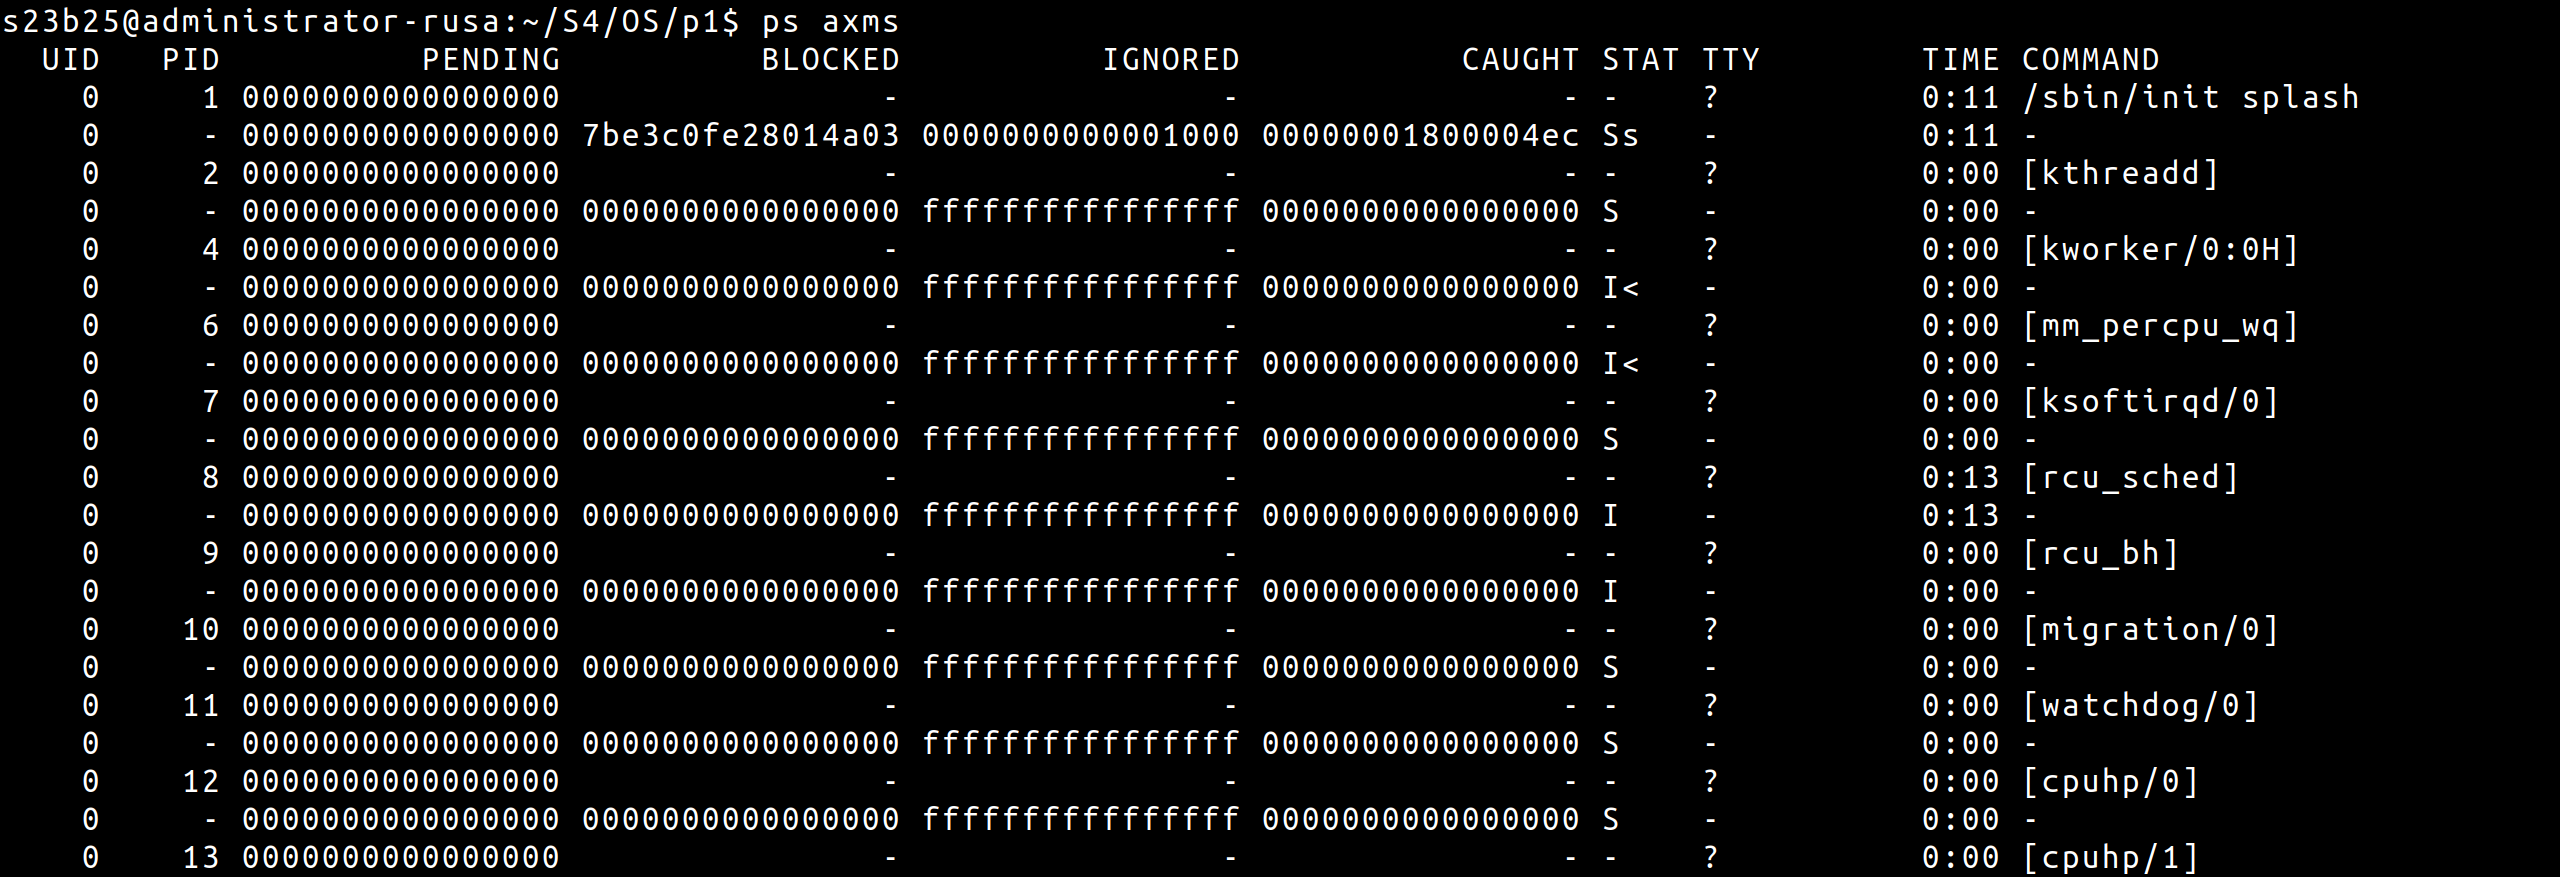 s23b25@administrator-rusa:~/S4/OS/p1$ ps axms
  UID   PID          PENDING          BLOCKED          IGNORED           CAUGHT STAT TTY        TIME COMMAND
    0     1 0000000000000000                -                -                - -    ?          0:11 /sbin/init splash
    0     - 0000000000000000 7be3c0fe28014a03 0000000000001000 00000001800004ec Ss   -          0:11 -
    0     2 0000000000000000                -                -                - -    ?          0:00 [kthreadd]
    0     - 0000000000000000 0000000000000000 ffffffffffffffff 0000000000000000 S    -          0:00 -
    0     4 0000000000000000                -                -                - -    ?          0:00 [kworker/0:0H]
    0     - 0000000000000000 0000000000000000 ffffffffffffffff 0000000000000000 I<   -          0:00 -
    0     6 0000000000000000                -                -                - -    ?          0:00 [mm_percpu_wq]
    0     - 0000000000000000 0000000000000000 ffffffffffffffff 0000000000000000 I<   -          0:00 -
    0     7 0000000000000000                -                -                - -    ?          0:00 [ksoftirqd/0]
    0     - 0000000000000000 0000000000000000 ffffffffffffffff 0000000000000000 S    -          0:00 -
    0     8 0000000000000000                -                -                - -    ?          0:13 [rcu_sched]
    0     - 0000000000000000 0000000000000000 ffffffffffffffff 0000000000000000 I    -          0:13 -
    0     9 0000000000000000                -                -                - -    ?          0:00 [rcu_bh]
    0     - 0000000000000000 0000000000000000 ffffffffffffffff 0000000000000000 I    -          0:00 -
    0    10 0000000000000000                -                -                - -    ?          0:00 [migration/0]
    0     - 0000000000000000 0000000000000000 ffffffffffffffff 0000000000000000 S    -          0:00 -
    0    11 0000000000000000                -                -                - -    ?          0:00 [watchdog/0]
    0     - 0000000000000000 0000000000000000 ffffffffffffffff 0000000000000000 S    -          0:00 -
    0    12 0000000000000000                -                -                - -    ?          0:00 [cpuhp/0]
    0     - 0000000000000000 0000000000000000 ffffffffffffffff 0000000000000000 S    -          0:00 -
    0    13 0000000000000000                -                -                - -    ?          0:00 [cpuhp/1]